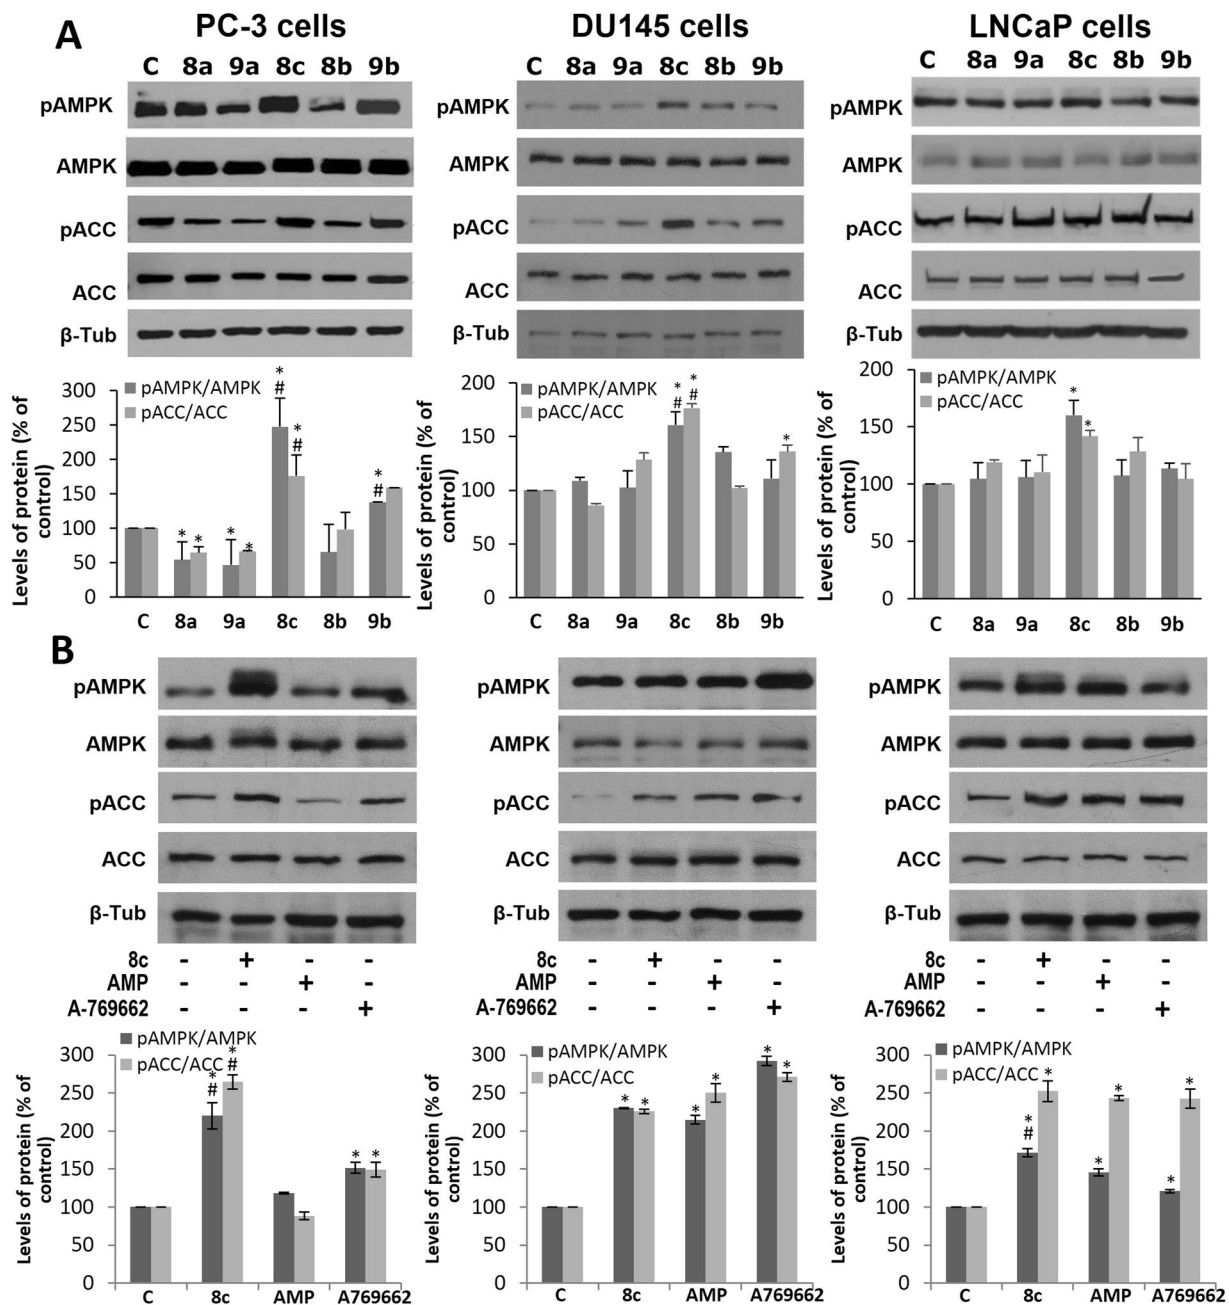 A
PC-3 cells
DU145 cells
LNCaP cells
C 8a 9a 8c 8b 9b
C 8a 9a 8c 8b 9b
C 8a 9a 8c 8b 9b
pAMPK
AMPK
pACC
ACC
β-Tub
pAMPK
AMPK
pACC
ACC
β-Tub
pAMPK
AMPK
pACC
ACC
β-Tub
Levels of protein (% of
control)
300
250
200
150
100
50
0
pAMPK/AMPK
pACC/ACC
*
#
*
#
*
*
*
*
*
#
C 8a 9a 8c 8b 9b
Levels of protein (% of
control)
200
150
100
50
0
pAMPK/AMPK
pACC/ACC
*
#
*
#
*
C 8a 9a 8c 8b 9b
Levels of protein (% of
control)
200
150
100
50
0
pAMPK/AMPK
pACC/ACC
*
*
C 8a 9a 8c 8b 9b
B
pAMPK
AMPK
pACC
ACC
β-Tub
8c - + - -
AMP - - + -
A-769662 - - - +
pAMPK
AMPK
pACC
ACC
β-Tub
8c - + - -
AMP - - + -
A-769662 - - - +
pAMPK
AMPK
pACC
ACC
β-Tub
8c - + - -
AMP - - + -
A-769662 - - - +
Levels of protein (% of
control)
300
250
200
150
100
50
0
pAMPK/AMPK
pACC/ACC
*
#
*
#
* *
C 8c AMP A769662
Levels of protein (% of
control)
300
250
200
150
100
50
0
pAMPK/AMPK
pACC/ACC
* *
* *
* *
C 8c AMP A769662
Levels of protein (% of
control)
300
250
200
150
100
50
0
pAMPK/AMPK
pACC/ACC
*
#
*
* *
* *
C 8c AMP A769662